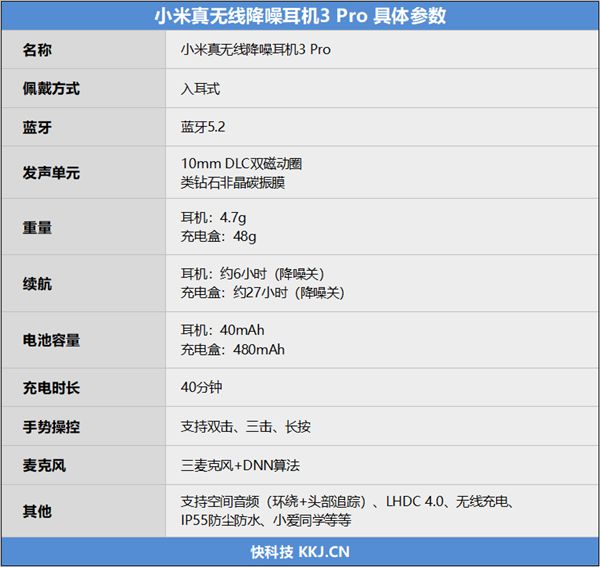 小米真无线降噪耳机3 Pro 具体参数
名称 小米真无线降噪耳机3 Pro
佩戴方式 入耳式
蓝牙 蓝牙5.2
发声单元 10mm DLC双磁动圈
类钻石非晶碳振膜
重量 耳机：4.7g
充电盒：48g
续航 耳机：约6小时（降噪关）
充电盒：约27小时（降噪关）
电池容量 耳机：40mAh
充电盒：480mAh
充电时长 40分钟
手势操控 支持双击、三击、长按
麦克风 三麦克风+DNN算法
其他 支持空间音频（环绕+头部追踪）、LHDC 4.0、无线充电、
IP55防尘防水、小爱同学等等
快科技 KKJ.CN